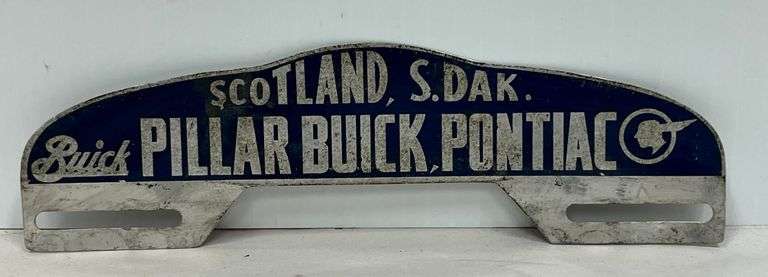 SCOTLAND, S.DAK.
Buick PILLAR BUICK, PONTIAC